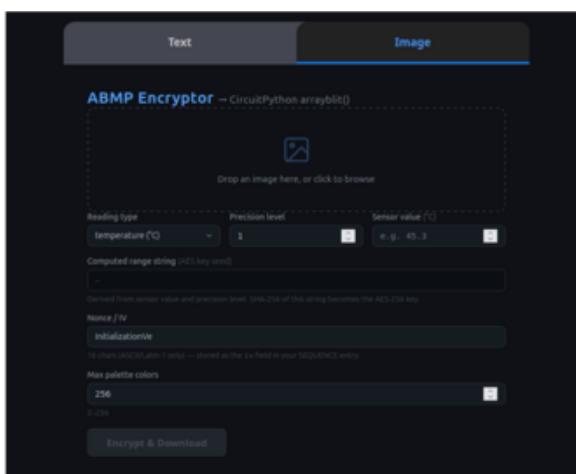 Text Image
ABMP Encryptor — CircuitPython arrayblit()
Drop an image here, or click to browse
Reading type Precision level Sensor value (°C)
temperature (°C) 1 e.g. 45.3
Computed range string (AES key seed)
Derived from sensor value and precision level. SHA-256 of this string becomes the AES-256 key.
Nonce / IV
InitializationVe
16 chars (ASCII/Latin-1 only) — stored as the iv field in your SEQUENCE entry.
Max palette colors
256
2–256
Encrypt & Download